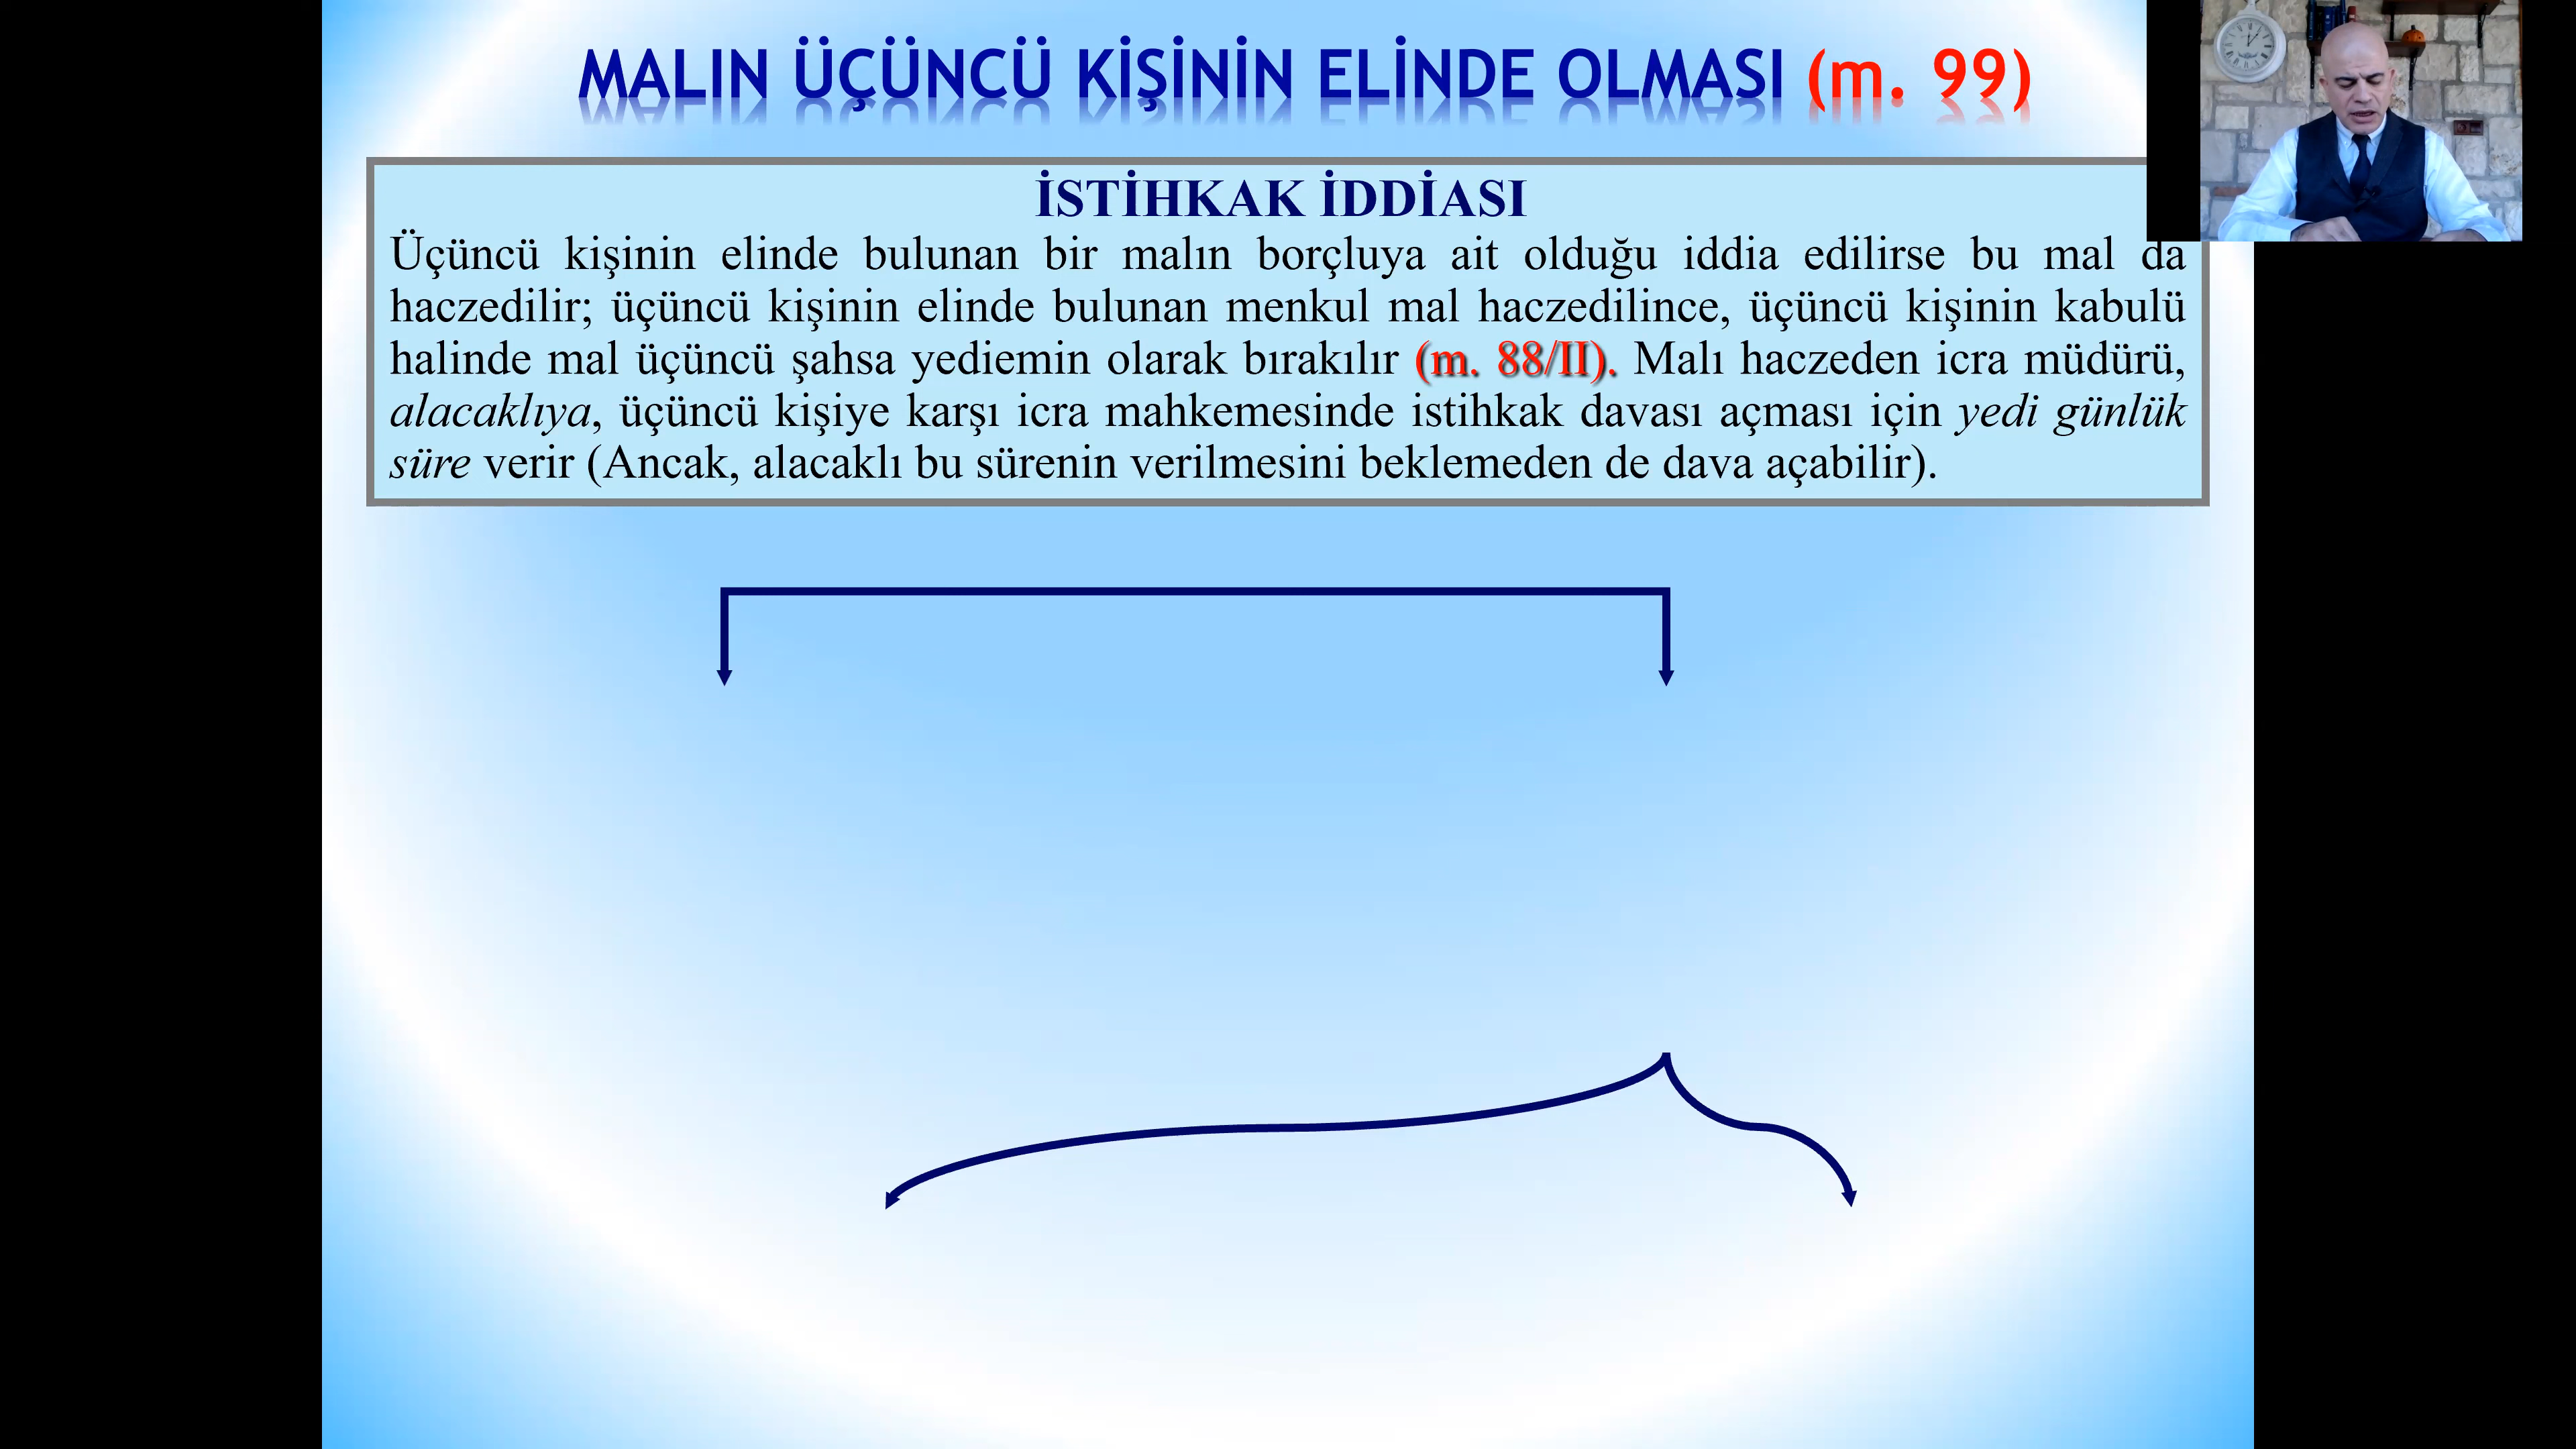 MALIN ÜÇÜNCÜ KİŞİNİN ELİNDE OLMASI (m. 99)
İSTİHKAK İDDİASI
Üçüncü kişinin elinde bulunan bir malın borçluya ait olduğu iddia edilirse bu mal da
haczedilir; üçüncü kişinin elinde bulunan menkul mal haczedilince, üçüncü kişinin kabulü
halinde mal üçüncü şahsa yediemin olarak bırakılır (m. 88/II). Malı haczeden icra müdürü,
alacaklıya, üçüncü kişiye karşı icra mahkemesinde istihkak davası açması için yedi günlük
süre verir (Ancak, alacaklı bu sürenin verilmesini beklemeden de dava açabilir).